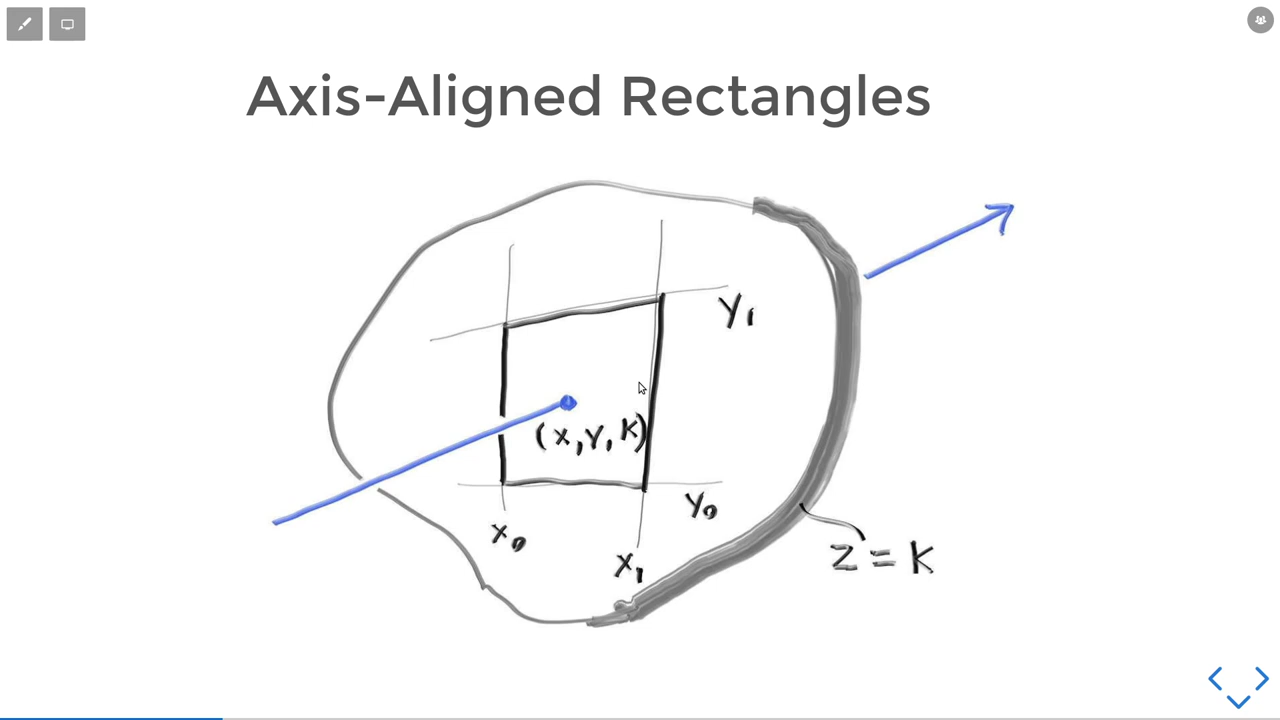 Axis-Aligned Rectangles
Y₁
(X, Y, K)
Y₀
X₀
X₁
Z = K